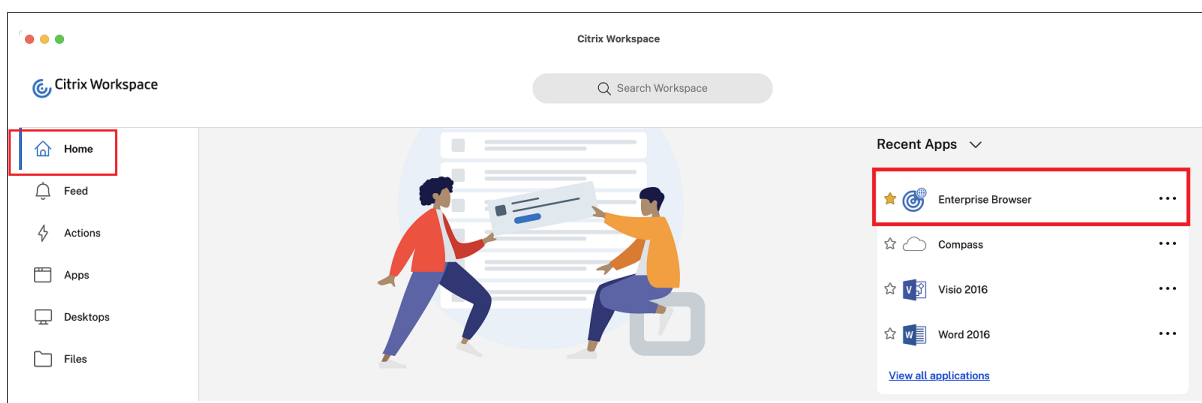 Citrix Workspace
Citrix Workspace
Search Workspace
Home
Feed
Actions
Apps
Desktops
Files
Recent Apps
Enterprise Browser
Compass
Visio 2016
Word 2016
View all applications